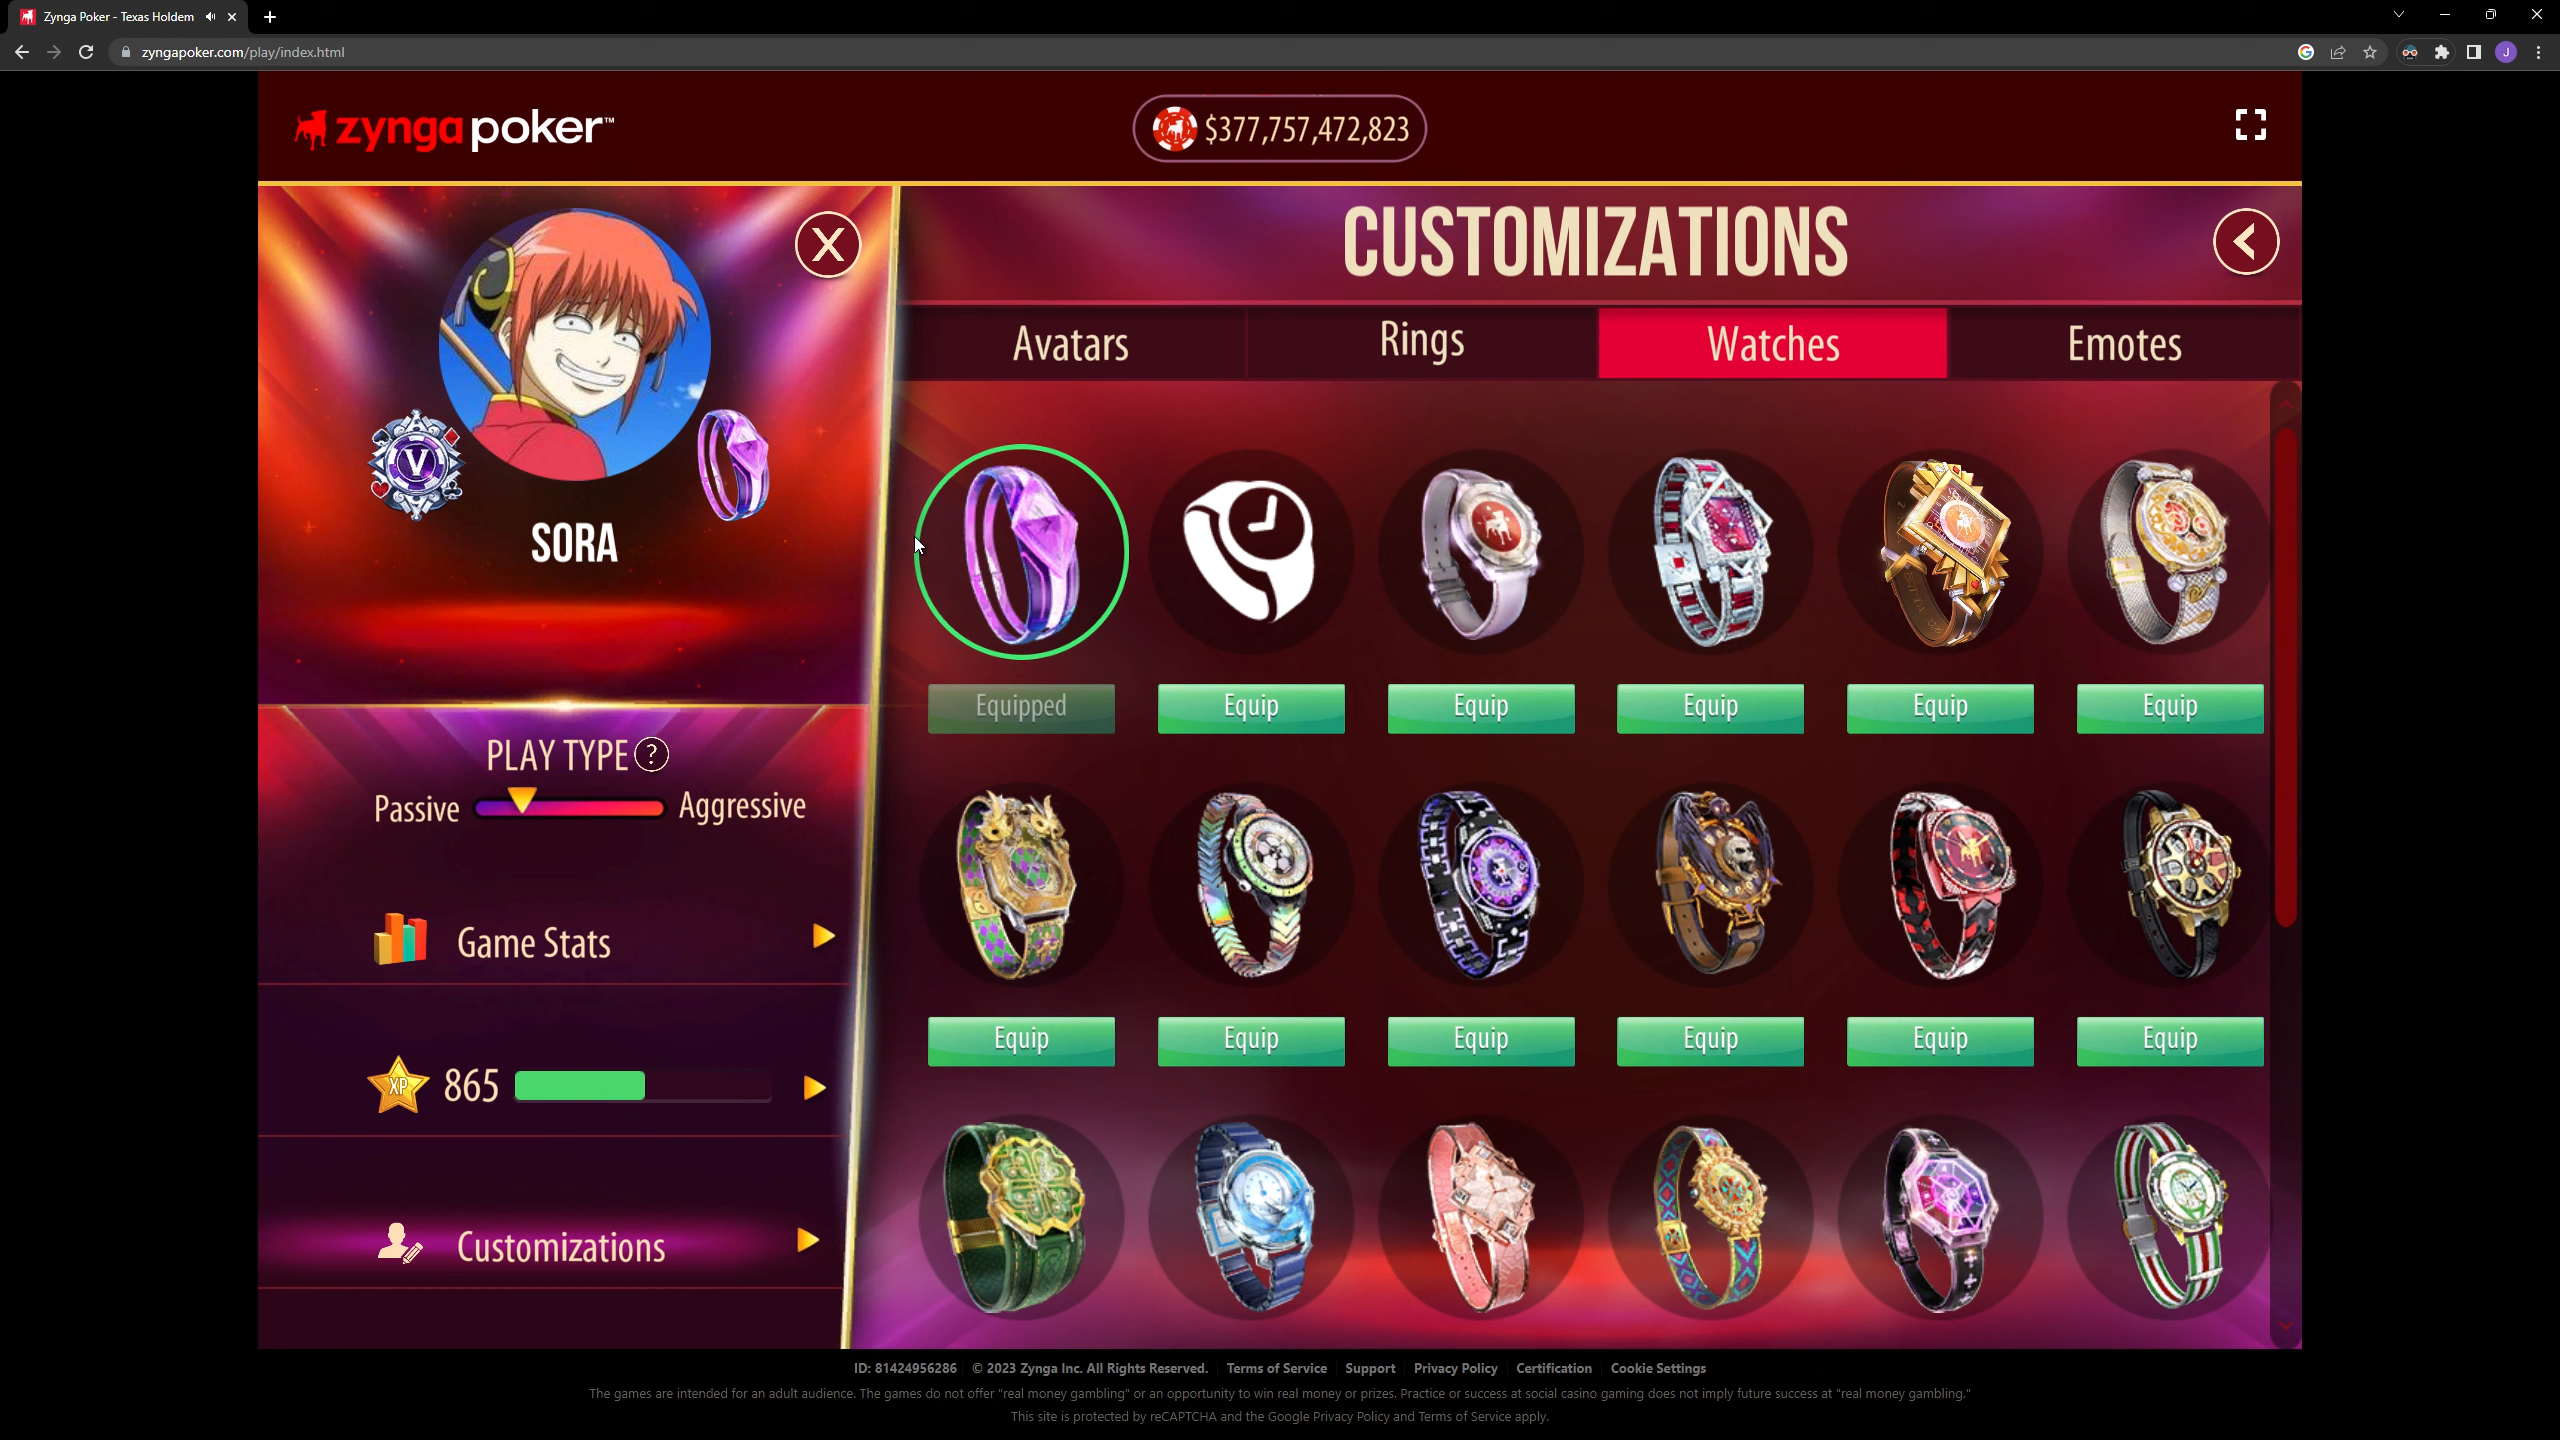 Zynga Poker - Texas Holdem
zyngapoker.com/play/index.html
J
zynga poker™
$377,757,472,823
X
CUSTOMIZATIONS
Avatars
Rings
Watches
Emotes
V
SORA
Equipped
Equip
Equip
Equip
Equip
Equip
PLAY TYPE ?
Passive
Aggressive
Game Stats
Equip
Equip
Equip
Equip
Equip
Equip
XP 865
Customizations
ID: 81424956286
© 2023 Zynga Inc. All Rights Reserved.
Terms of Service
Support
Privacy Policy
Certification
Cookie Settings
The games are intended for an adult audience. The games do not offer "real money gambling" or an opportunity to win real money or prizes. Practice or success at social casino gaming does not imply future success at "real money gambling."
This site is protected by reCAPTCHA and the Google Privacy Policy and Terms of Service apply.